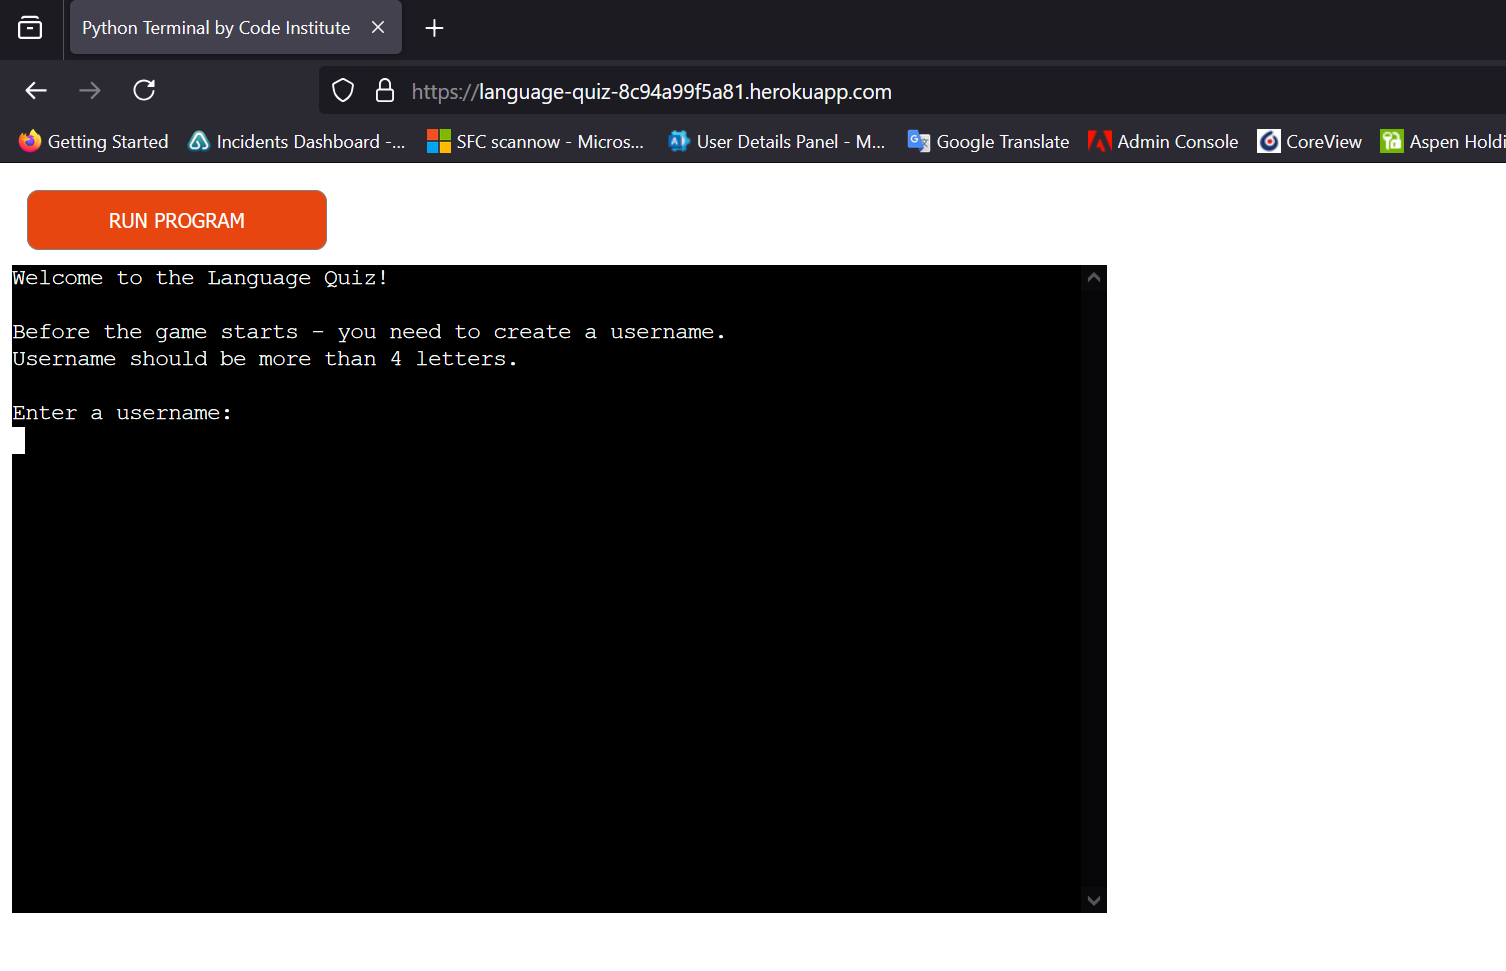 Python Terminal by Code Institute
https://language-quiz-8c94a99f5a81.herokuapp.com
Getting Started Incidents Dashboard -... SFC scannow - Micros... User Details Panel - M... Google Translate Admin Console CoreView Aspen Holdi
RUN PROGRAM
Welcome to the Language Quiz!
Before the game starts - you need to create a username.
Username should be more than 4 letters.
Enter a username: